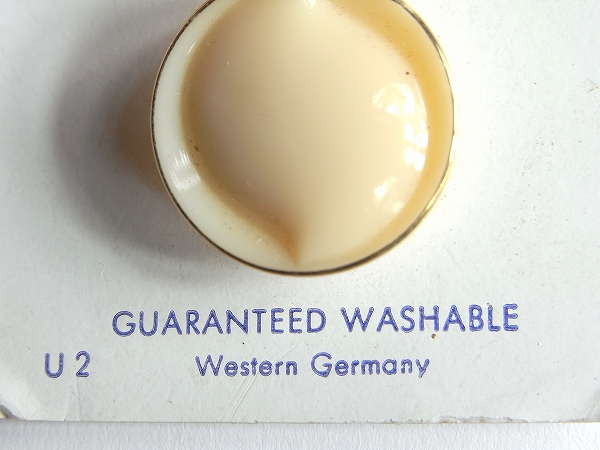 GUARANTEED WASHABLE
U 2 Western Germany